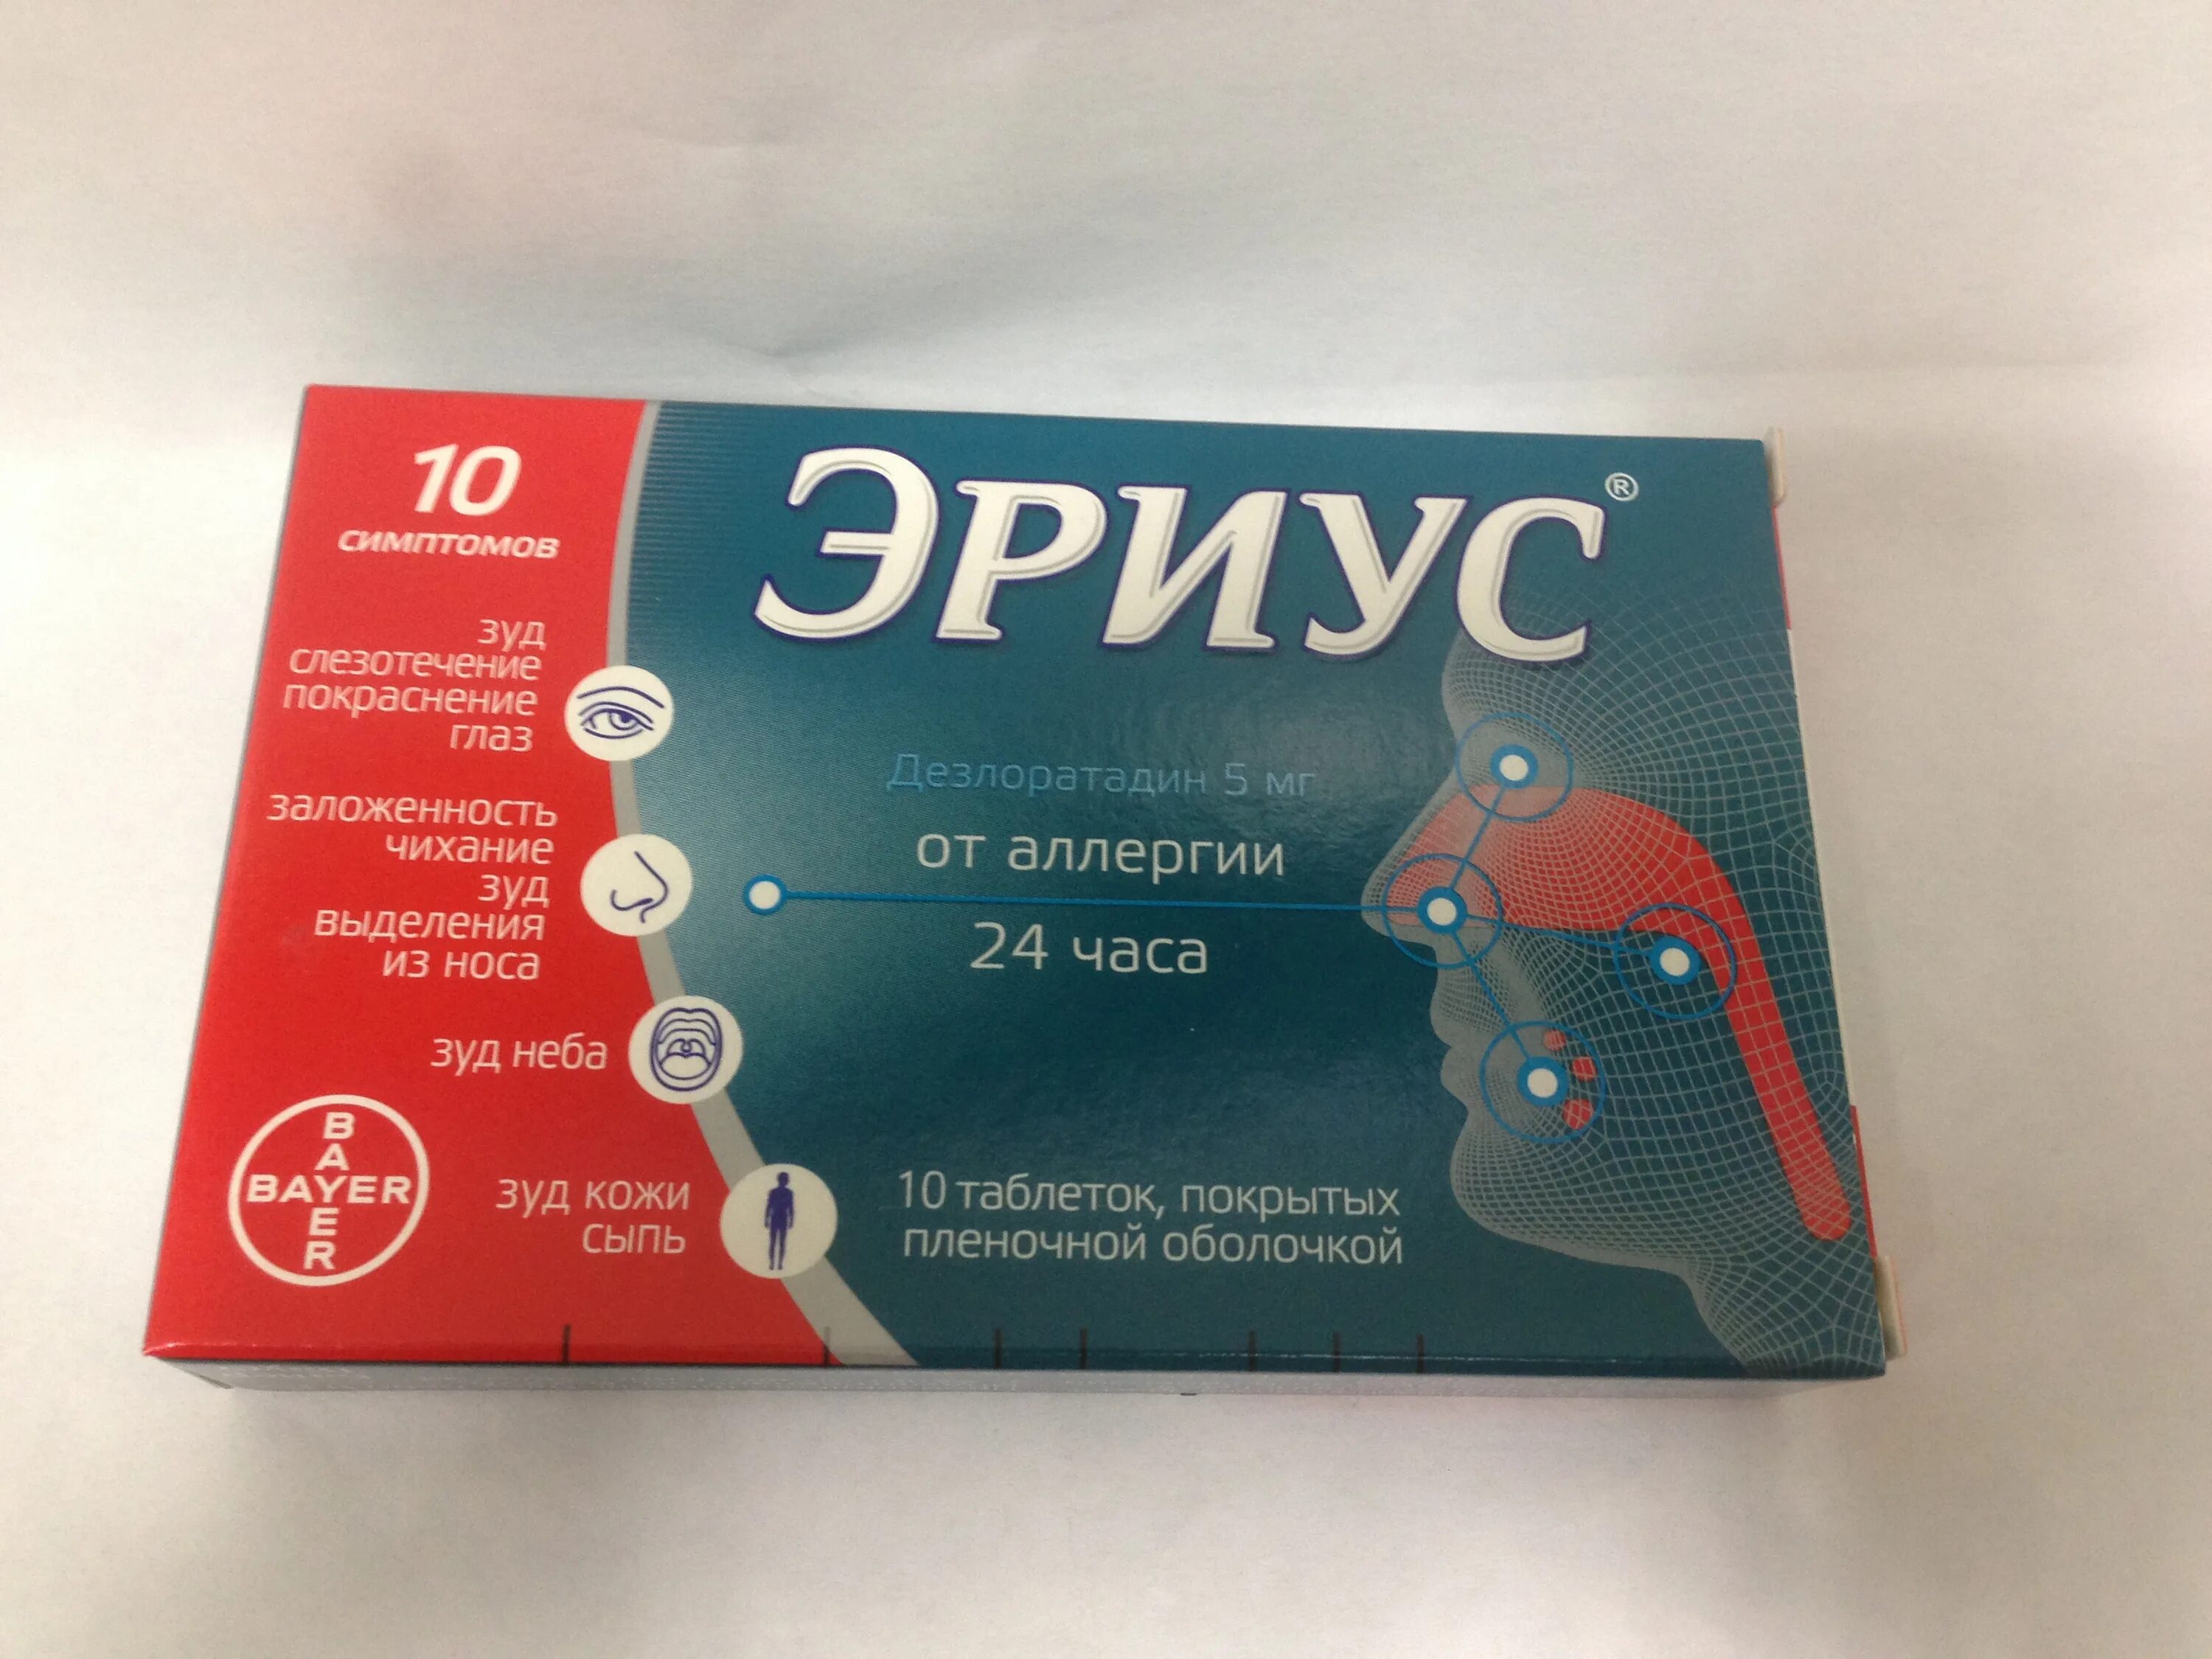 10
симптомов
зуд
слезотечение
покраснение
глаз
заложенность
чихание
зуд
выделения
из носа
зуд неба
зуд кожи
сыпь
BAYER
BAYER
ЭРИУС®
Дезлоратадин 5 мг
от аллергии
24 часа
10 таблеток, покрытых
пленочной оболочкой